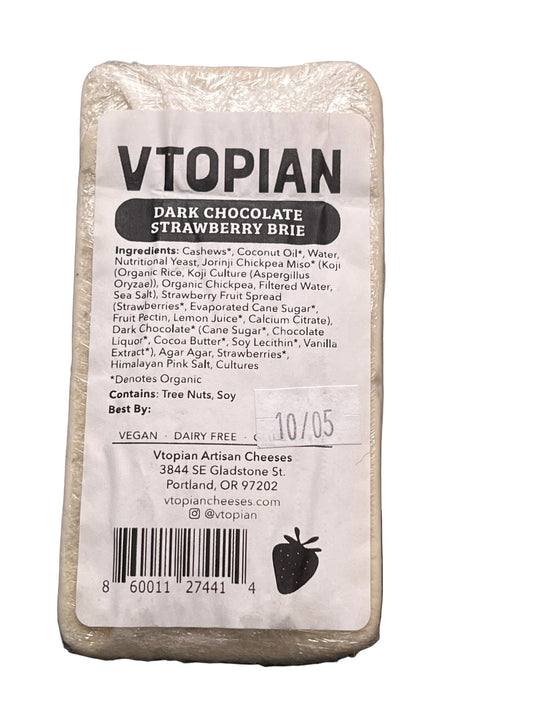 VTOPIAN
DARK CHOCOLATE
STRAWBERRY BRIE
Ingredients: Cashews*, Coconut Oil*, Water,
Nutritional Yeast, Jorinji Chickpea Miso* (Koji
(Organic Rice, Koji Culture (Aspergillus
Oryzae)), Organic Chickpea, Filtered Water,
Sea Salt), Strawberry Fruit Spread
(Strawberries*, Evaporated Cane Sugar*,
Fruit Pectin, Lemon Juice*, Calcium Citrate),
Dark Chocolate* (Cane Sugar*, Chocolate
Liquor*, Cocoa Butter*, Soy Lecithin*, Vanilla
Extract*), Agar Agar, Strawberries*,
Himalayan Pink Salt, Cultures
*Denotes Organic
Contains: Tree Nuts, Soy
Best By:
10/05
VEGAN · DAIRY FREE ·
Vtopian Artisan Cheeses
3844 SE Gladstone St.
Portland, OR 97202
vtopiancheeses.com
@vtopian
8 60011 27441 4